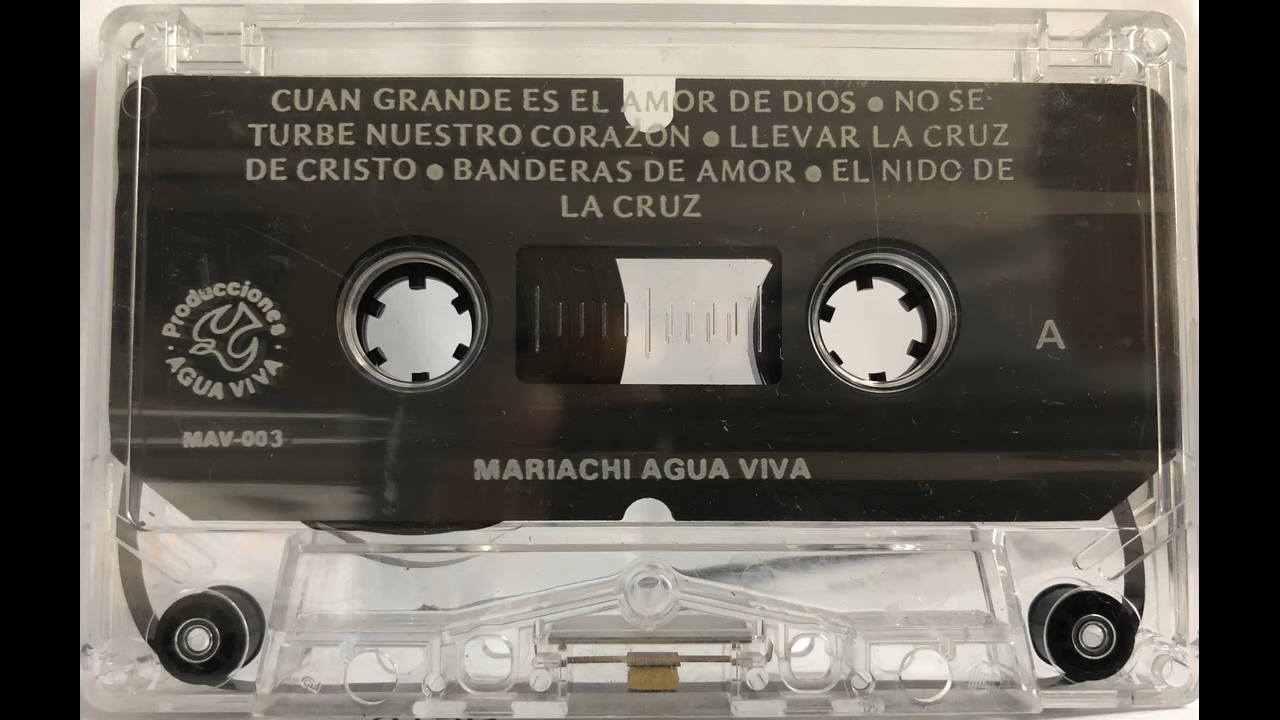 CUAN GRANDE ES EL AMOR DE DIOS ● NO SE
TURBE NUESTRO CORAZON ● LLEVAR LA CRUZ
DE CRISTO ● BANDERAS DE AMOR ● EL NIDO DE
LA CRUZ
Producciones
· AGUA VIVA ·
MAV-003
A
MARIACHI AGUA VIVA